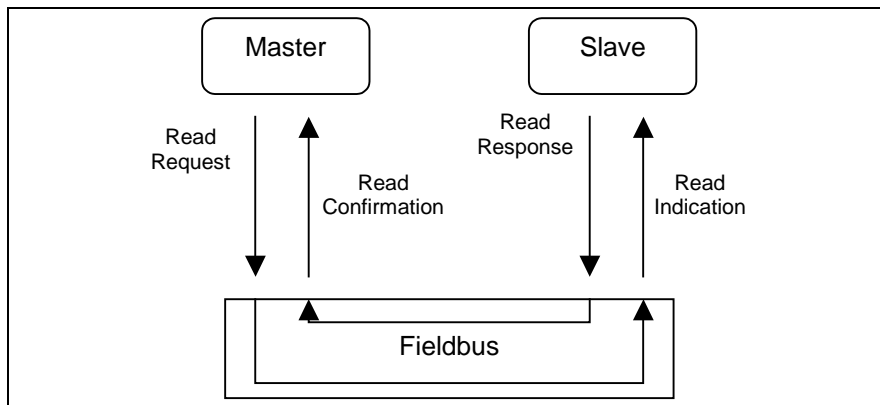 Master
Slave
Read
Request
Read
Confirmation
Read
Response
Read
Indication
Fieldbus